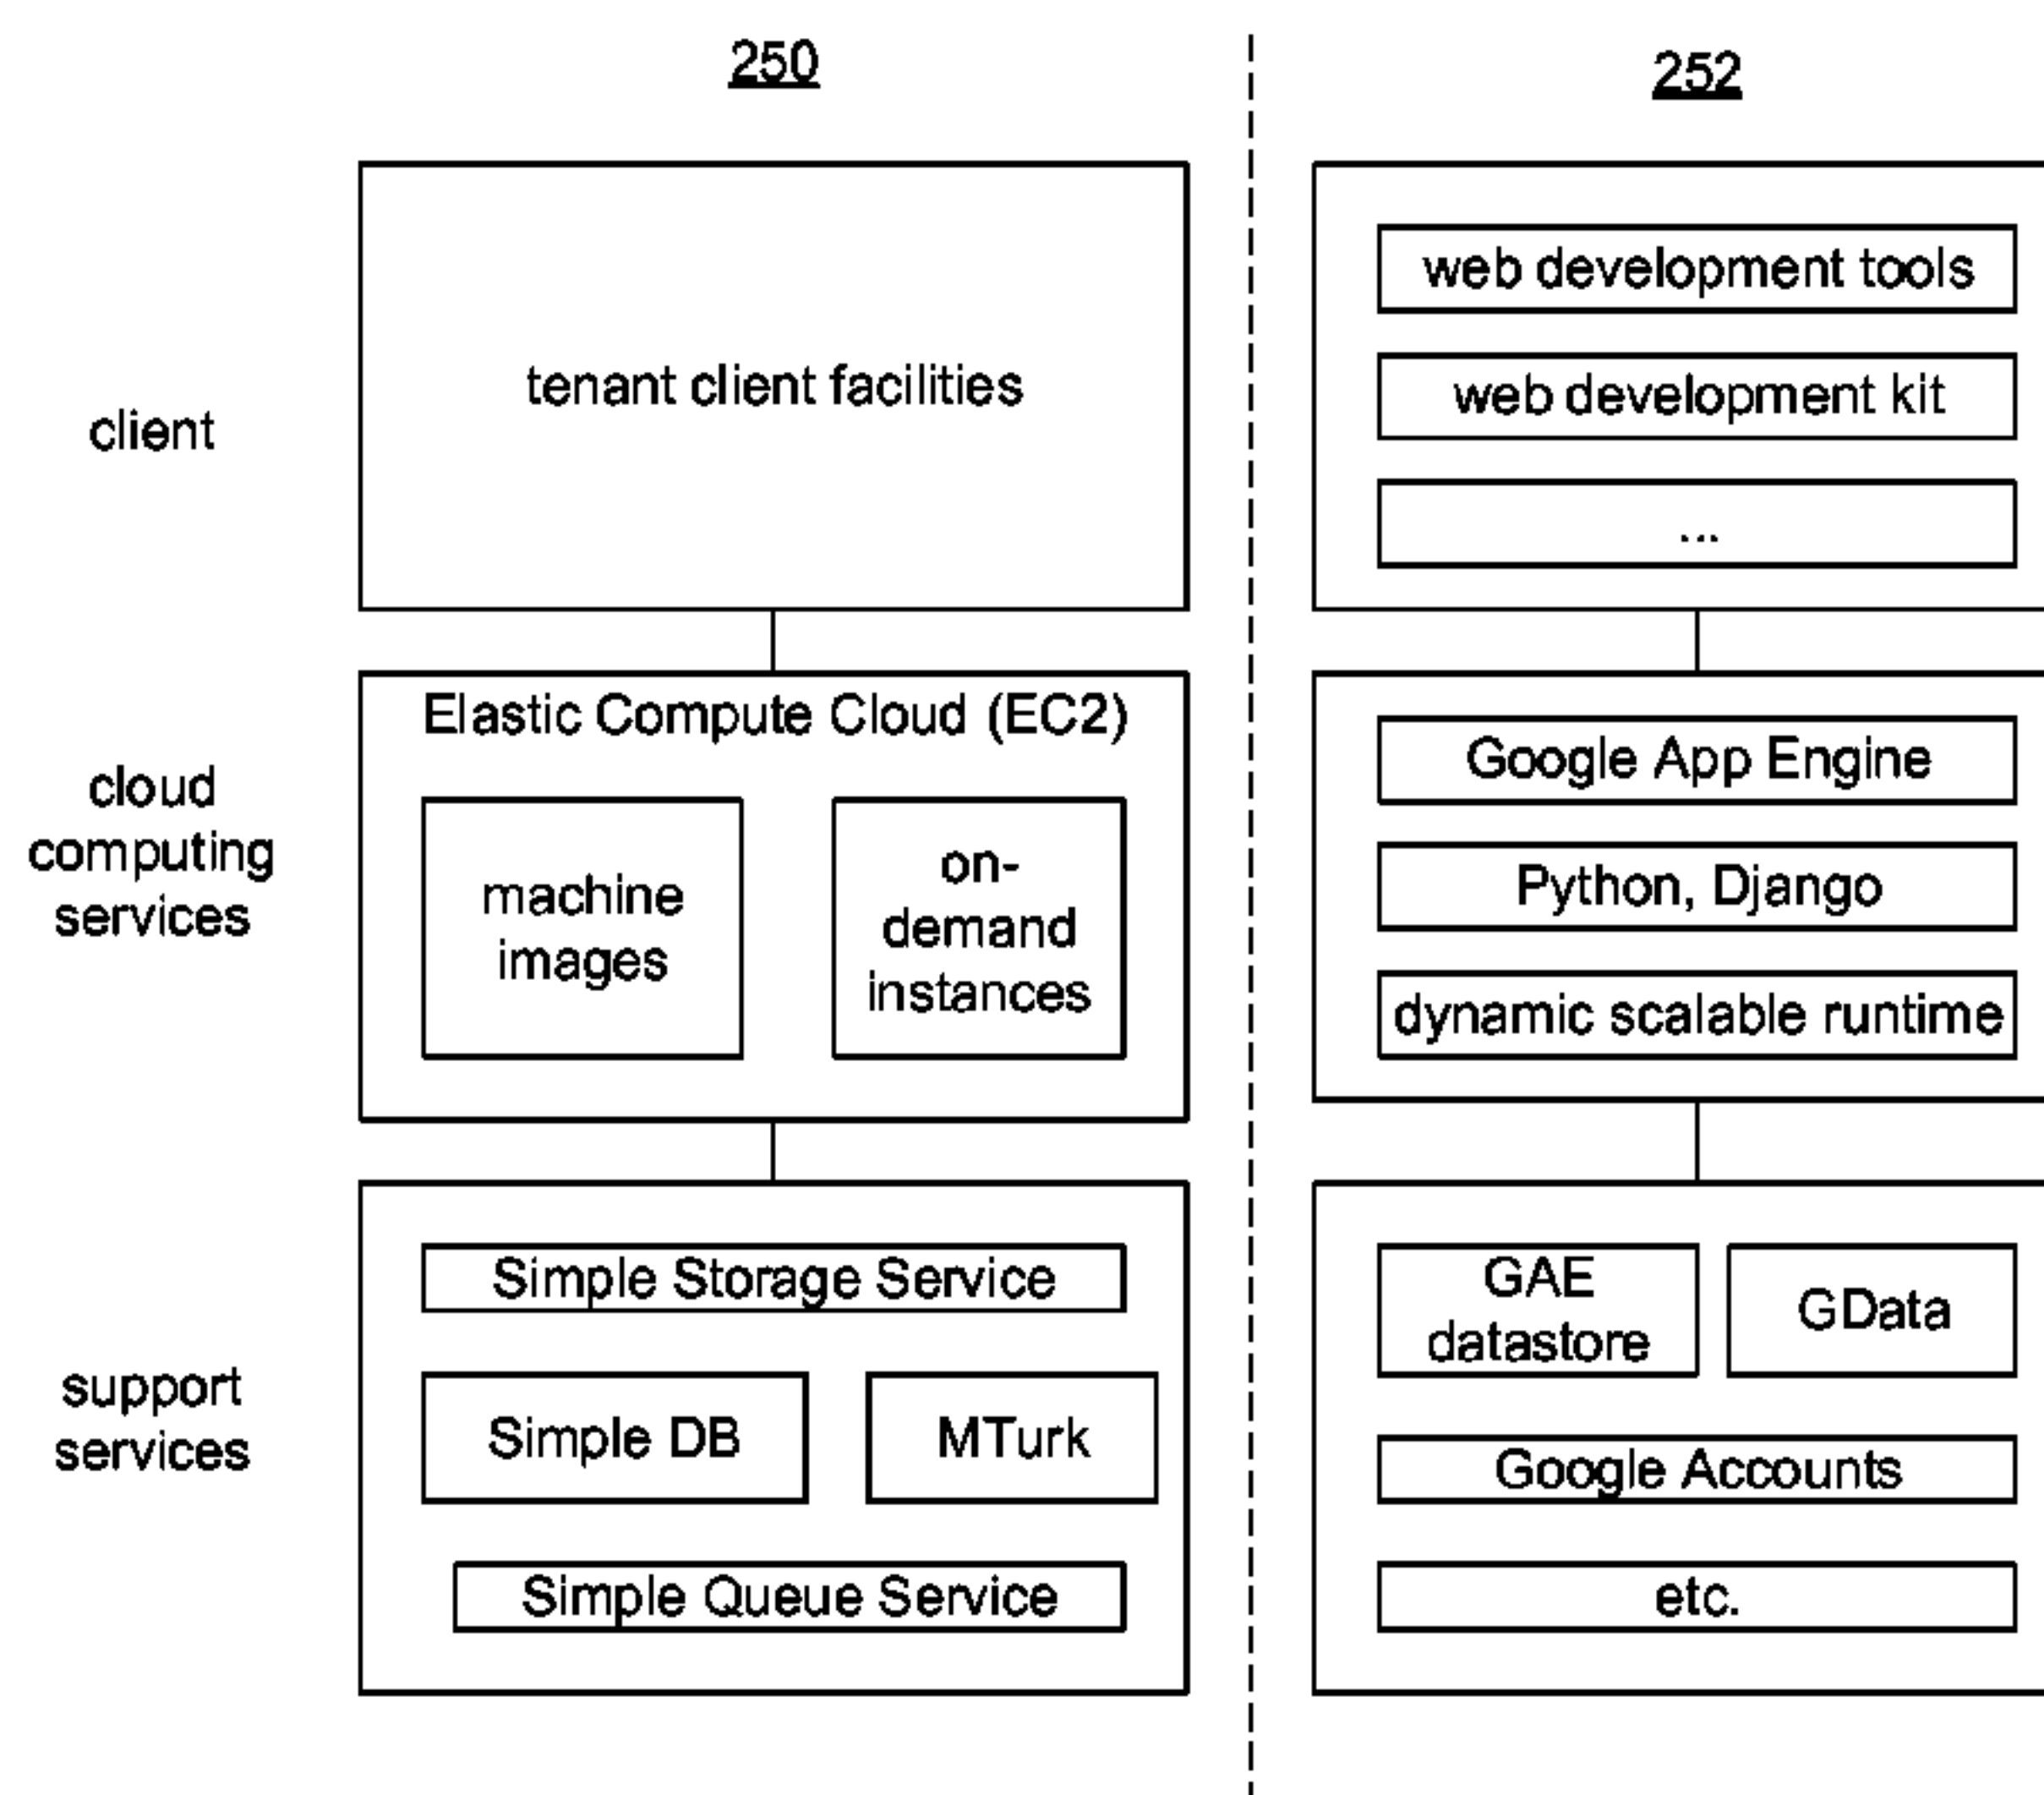 250
252
client
tenant client facilities
web development tools
web development kit
...
cloud
computing
services
Elastic Compute Cloud (EC2)
machine
images
on-
demand
instances
Google App Engine
Python, Django
dynamic scalable runtime
support
services
Simple Storage Service
Simple DB
MTurk
Simple Queue Service
GAE
datastore
GData
Google Accounts
etc.